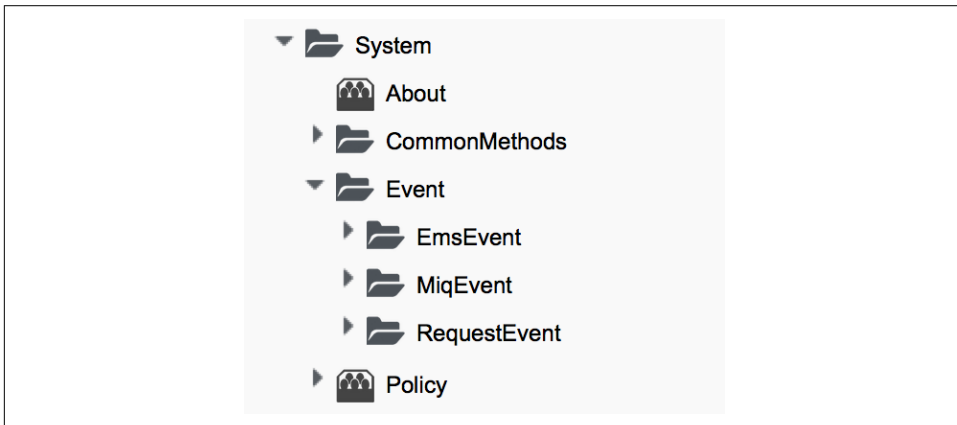 System
About
CommonMethods
Event
EmsEvent
MiqEvent
RequestEvent
Policy